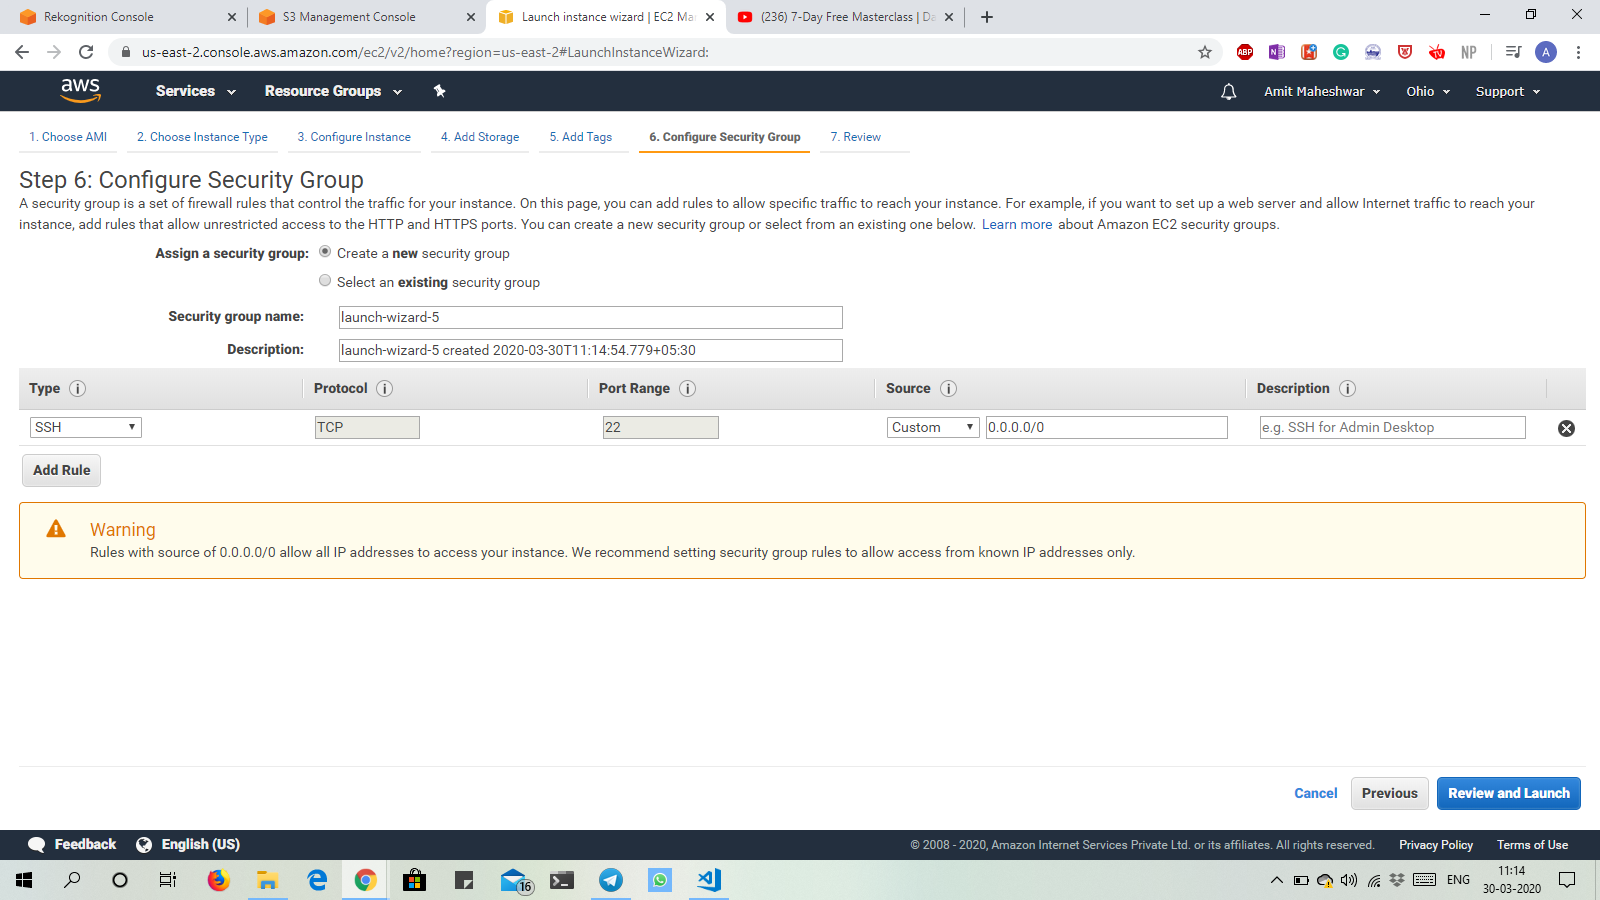 Rekognition Console
S3 Management Console
Launch instance wizard | EC2 Ma
(236) 7-Day Free Masterclass | Da
us-east-2.console.aws.amazon.com/ec2/v2/home?region=us-east-2#LaunchInstanceWizard:
ABP
N
TV
NP
A
aws
Services
Resource Groups
Amit Maheshwar
Ohio
Support
1. Choose AMI
2. Choose Instance Type
3. Configure Instance
4. Add Storage
5. Add Tags
6. Configure Security Group
7. Review
Step 6: Configure Security Group
A security group is a set of firewall rules that control the traffic for your instance. On this page, you can add rules to allow specific traffic to reach your instance. For example, if you want to set up a web server and allow Internet traffic to reach your
instance, add rules that allow unrestricted access to the HTTP and HTTPS ports. You can create a new security group or select from an existing one below. Learn more about Amazon EC2 security groups.
Assign a security group:
Create a new security group
Select an existing security group
Security group name:
launch-wizard-5
Description:
launch-wizard-5 created 2020-03-30T11:14:54.779+05:30
Type i
Protocol i
Port Range i
Source i
Description i
SSH
TCP
22
Custom
0.0.0.0/0
e.g. SSH for Admin Desktop
Add Rule
Warning
Rules with source of 0.0.0.0/0 allow all IP addresses to access your instance. We recommend setting security group rules to allow access from known IP addresses only.
Cancel
Previous
Review and Launch
Feedback
English (US)
© 2008 - 2020, Amazon Internet Services Private Ltd. or its affiliates. All rights reserved.
Privacy Policy
Terms of Use
16
ENG
11:14
30-03-2020